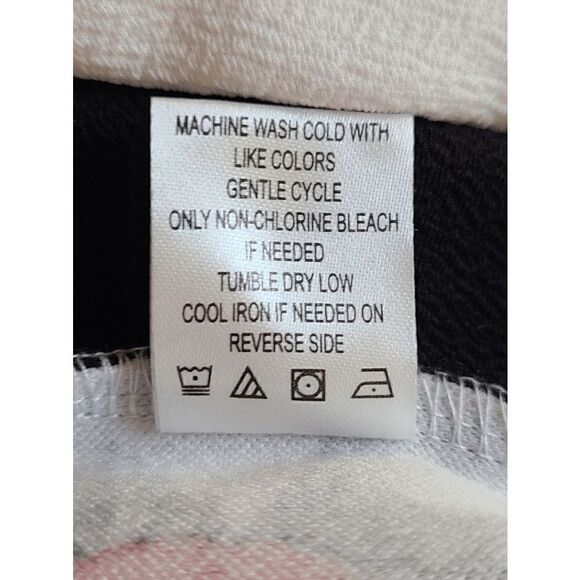 MACHINE WASH COLD WITH
LIKE COLORS
GENTLE CYCLE
ONLY NON-CHLORINE BLEACH
IF NEEDED
TUMBLE DRY LOW
COOL IRON IF NEEDED ON
REVERSE SIDE